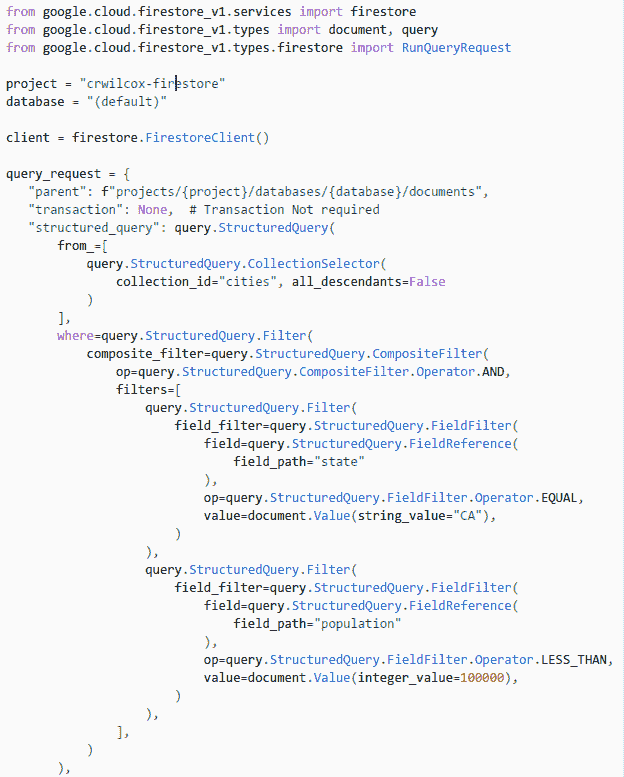 from google.cloud.firestore_v1.services import firestore
from google.cloud.firestore_v1.types import document, query
from google.cloud.firestore_v1.types.firestore import RunQueryRequest

project = "crwilcox-firestore"
database = "(default)"

client = firestore.FirestoreClient()

query_request = {
   "parent": f"projects/{project}/databases/{database}/documents",
   "transaction": None,  # Transaction Not required
   "structured_query": query.StructuredQuery(
       from_=[
           query.StructuredQuery.CollectionSelector(
               collection_id="cities", all_descendants=False
           )
       ],
       where=query.StructuredQuery.Filter(
           composite_filter=query.StructuredQuery.CompositeFilter(
               op=query.StructuredQuery.CompositeFilter.Operator.AND,
               filters=[
                   query.StructuredQuery.Filter(
                       field_filter=query.StructuredQuery.FieldFilter(
                           field=query.StructuredQuery.FieldReference(
                               field_path="state"
                           ),
                           op=query.StructuredQuery.FieldFilter.Operator.EQUAL,
                           value=document.Value(string_value="CA"),
                       )
                   ),
                   query.StructuredQuery.Filter(
                       field_filter=query.StructuredQuery.FieldFilter(
                           field=query.StructuredQuery.FieldReference(
                               field_path="population"
                           ),
                           op=query.StructuredQuery.FieldFilter.Operator.LESS_THAN,
                           value=document.Value(integer_value=100000),
                       )
                   ),
               ],
           )
       ),